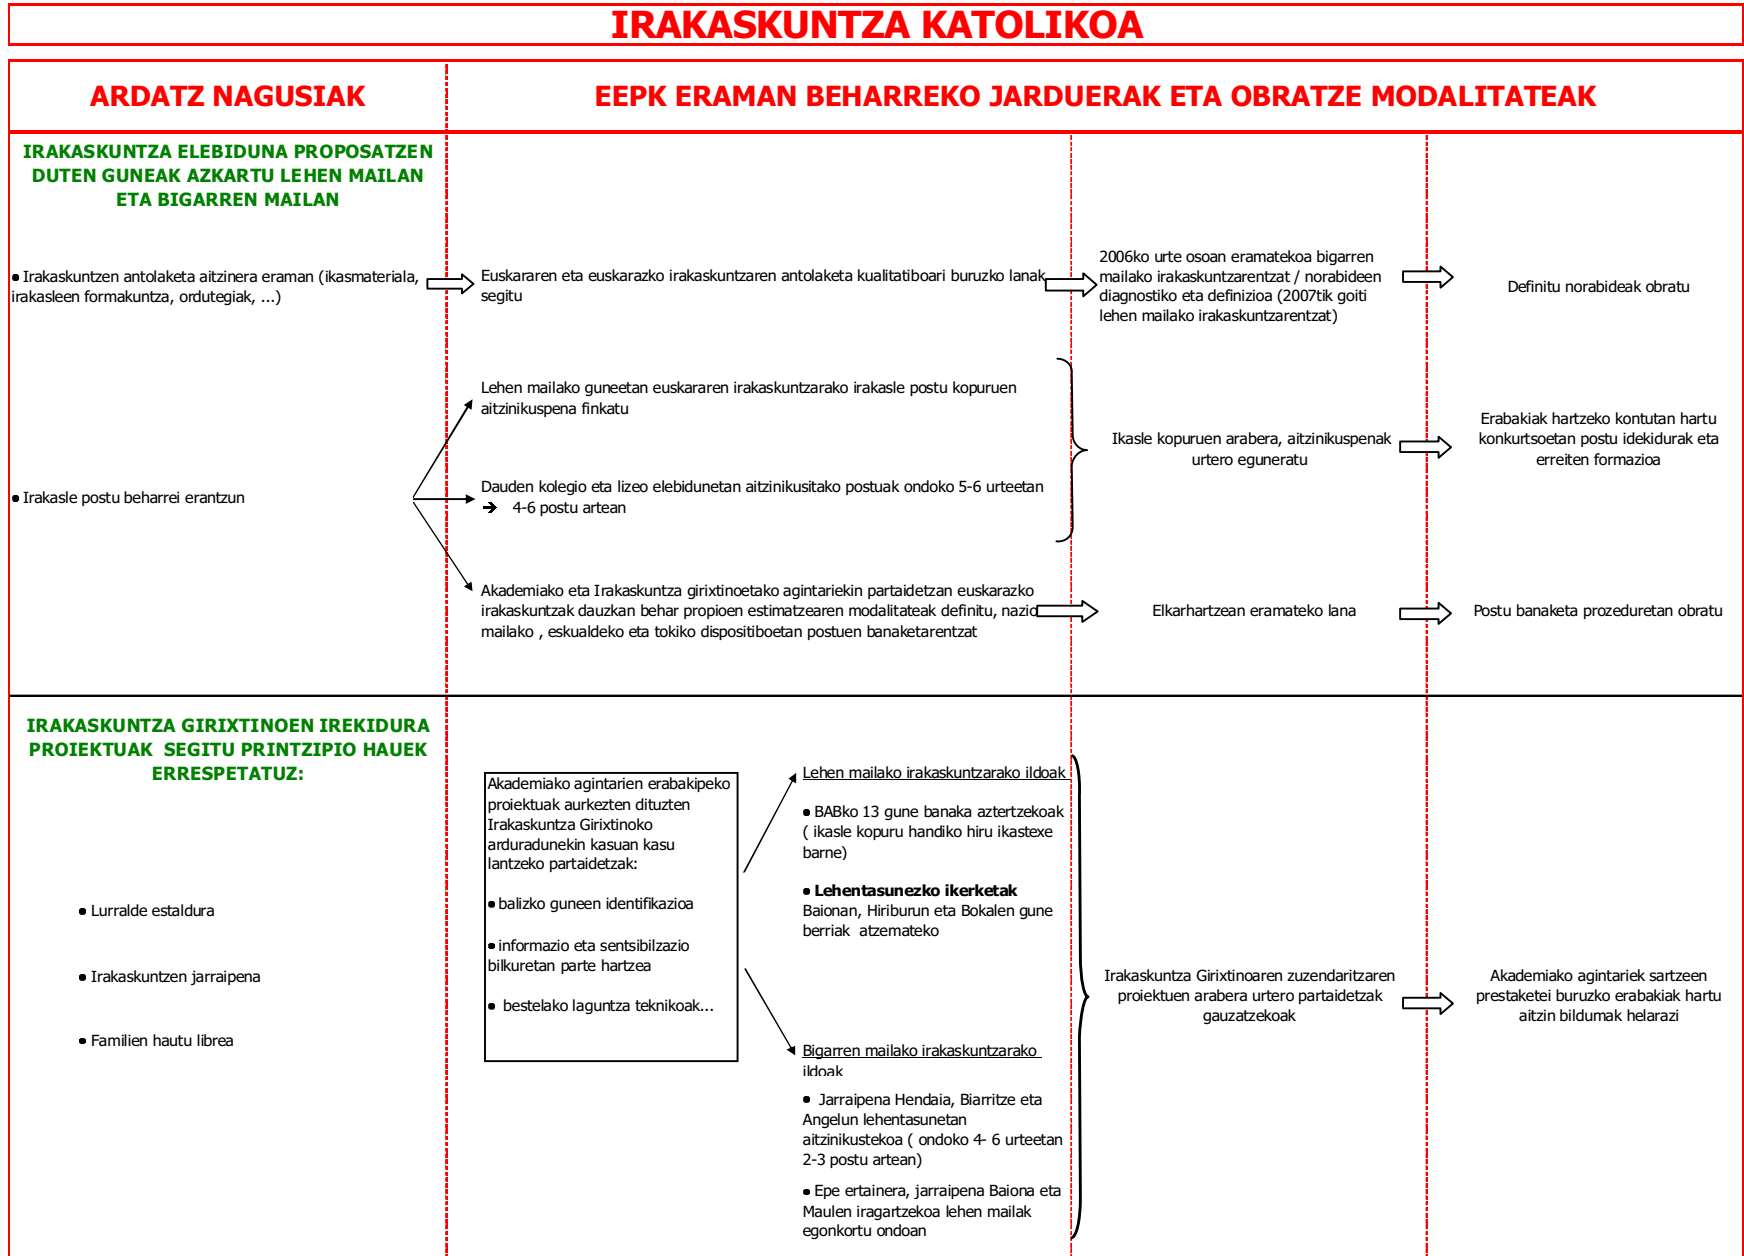 IRAKASKUNTZA KATOLIKOA
ARDATZ NAGUSIAK
EEPK ERAMAN BEHARREKO JARDUERAK ETA OBRATZE MODALITATEAK
IRAKASKUNTZA ELEBIDUNA PROPOSATZEN
DUTEN GUNEAK AZKARTU LEHEN MAILAN
ETA BIGARREN MAILAN
• Irakaskuntzen antolaketa aitzinera eraman (ikasmateriala,
irakasleen formakuntza, ordutegiak, ...)
Euskararen eta euskarazko irakaskuntzaren antolaketa kualitatiboari buruzko lanak
segitu
2006ko urte osoan eramatekoa bigarren
mailako irakaskuntzarentzat / norabideen
diagnostiko eta definizioa (2007tik goiti
lehen mailako irakaskuntzarentzat)
Definitu norabideak obratu
• Irakasle postu beharrei erantzun
Lehen mailako guneetan euskararen irakaskuntzarako irakasle postu kopuruen
aitzinikuspena finkatu
Dauden kolegio eta lizeo elebidunetan aitzinikusitako postuak ondoko 5-6 urteetan
➔ 4-6 postu artean
Ikasle kopuruen arabera, aitzinikuspenak
urtero eguneratu
Erabakiak hartzeko kontutan hartu
konkurtsoetan postu idekidurak eta
erreiten formazioa
Akademiako eta Irakaskuntza girixtinoetako agintariekin partaidetzan euskarazko
irakaskuntzak dauzkan behar propioen estimatzearen modalitateak definitu, nazio
mailako , eskualdeko eta tokiko dispositiboetan postuen banaketarentzat
Elkarhartzean eramateko lana
Postu banaketa prozeduretan obratu
IRAKASKUNTZA GIRIXTINOEN IREKIDURA
PROIEKTUAK SEGITU PRINTZIPIO HAUEK
ERRESPETATUZ:
• Lurralde estaldura
• Irakaskuntzen jarraipena
• Familien hautu librea
Akademiako agintarien erabakipeko
proiektuak aurkezten dituzten
Irakaskuntza Girixtinoko
arduradunekin kasuan kasu
lantzeko partaidetzak:
• balizko guneen identifikazioa
• informazio eta sentsibilzazio
bilkuretan parte hartzea
• bestelako laguntza teknikoak...
Lehen mailako irakaskuntzarako ildoak
• BABko 13 gune banaka aztertzekoak
( ikasle kopuru handiko hiru ikastexe
barne)
• Lehentasunezko ikerketak
Baionan, Hiriburun eta Bokalen gune
berriak atzemateko
Bigarren mailako irakaskuntzarako
ildoak
• Jarraipena Hendaia, Biarritze eta
Angelun lehentasunetan
aitzinikustekoa ( ondoko 4- 6 urteetan
2-3 postu artean)
• Epe ertainera, jarraipena Baiona eta
Maulen iragartzekoa lehen mailak
egonkortu ondoan
Irakaskuntza Girixtinoaren zuzendaritzaren
proiektuen arabera urtero partaidetzak
gauzatzekoak
Akademiako agintariek sartzeen
prestaketei buruzko erabakiak hartu
aitzin bildumak helarazi